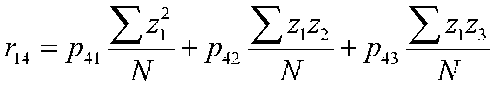 r₁₄ = p₄₁ ∑z₁²/N + p₄₂ ∑z₁z₂/N + p₄₃ ∑z₁z₃/N